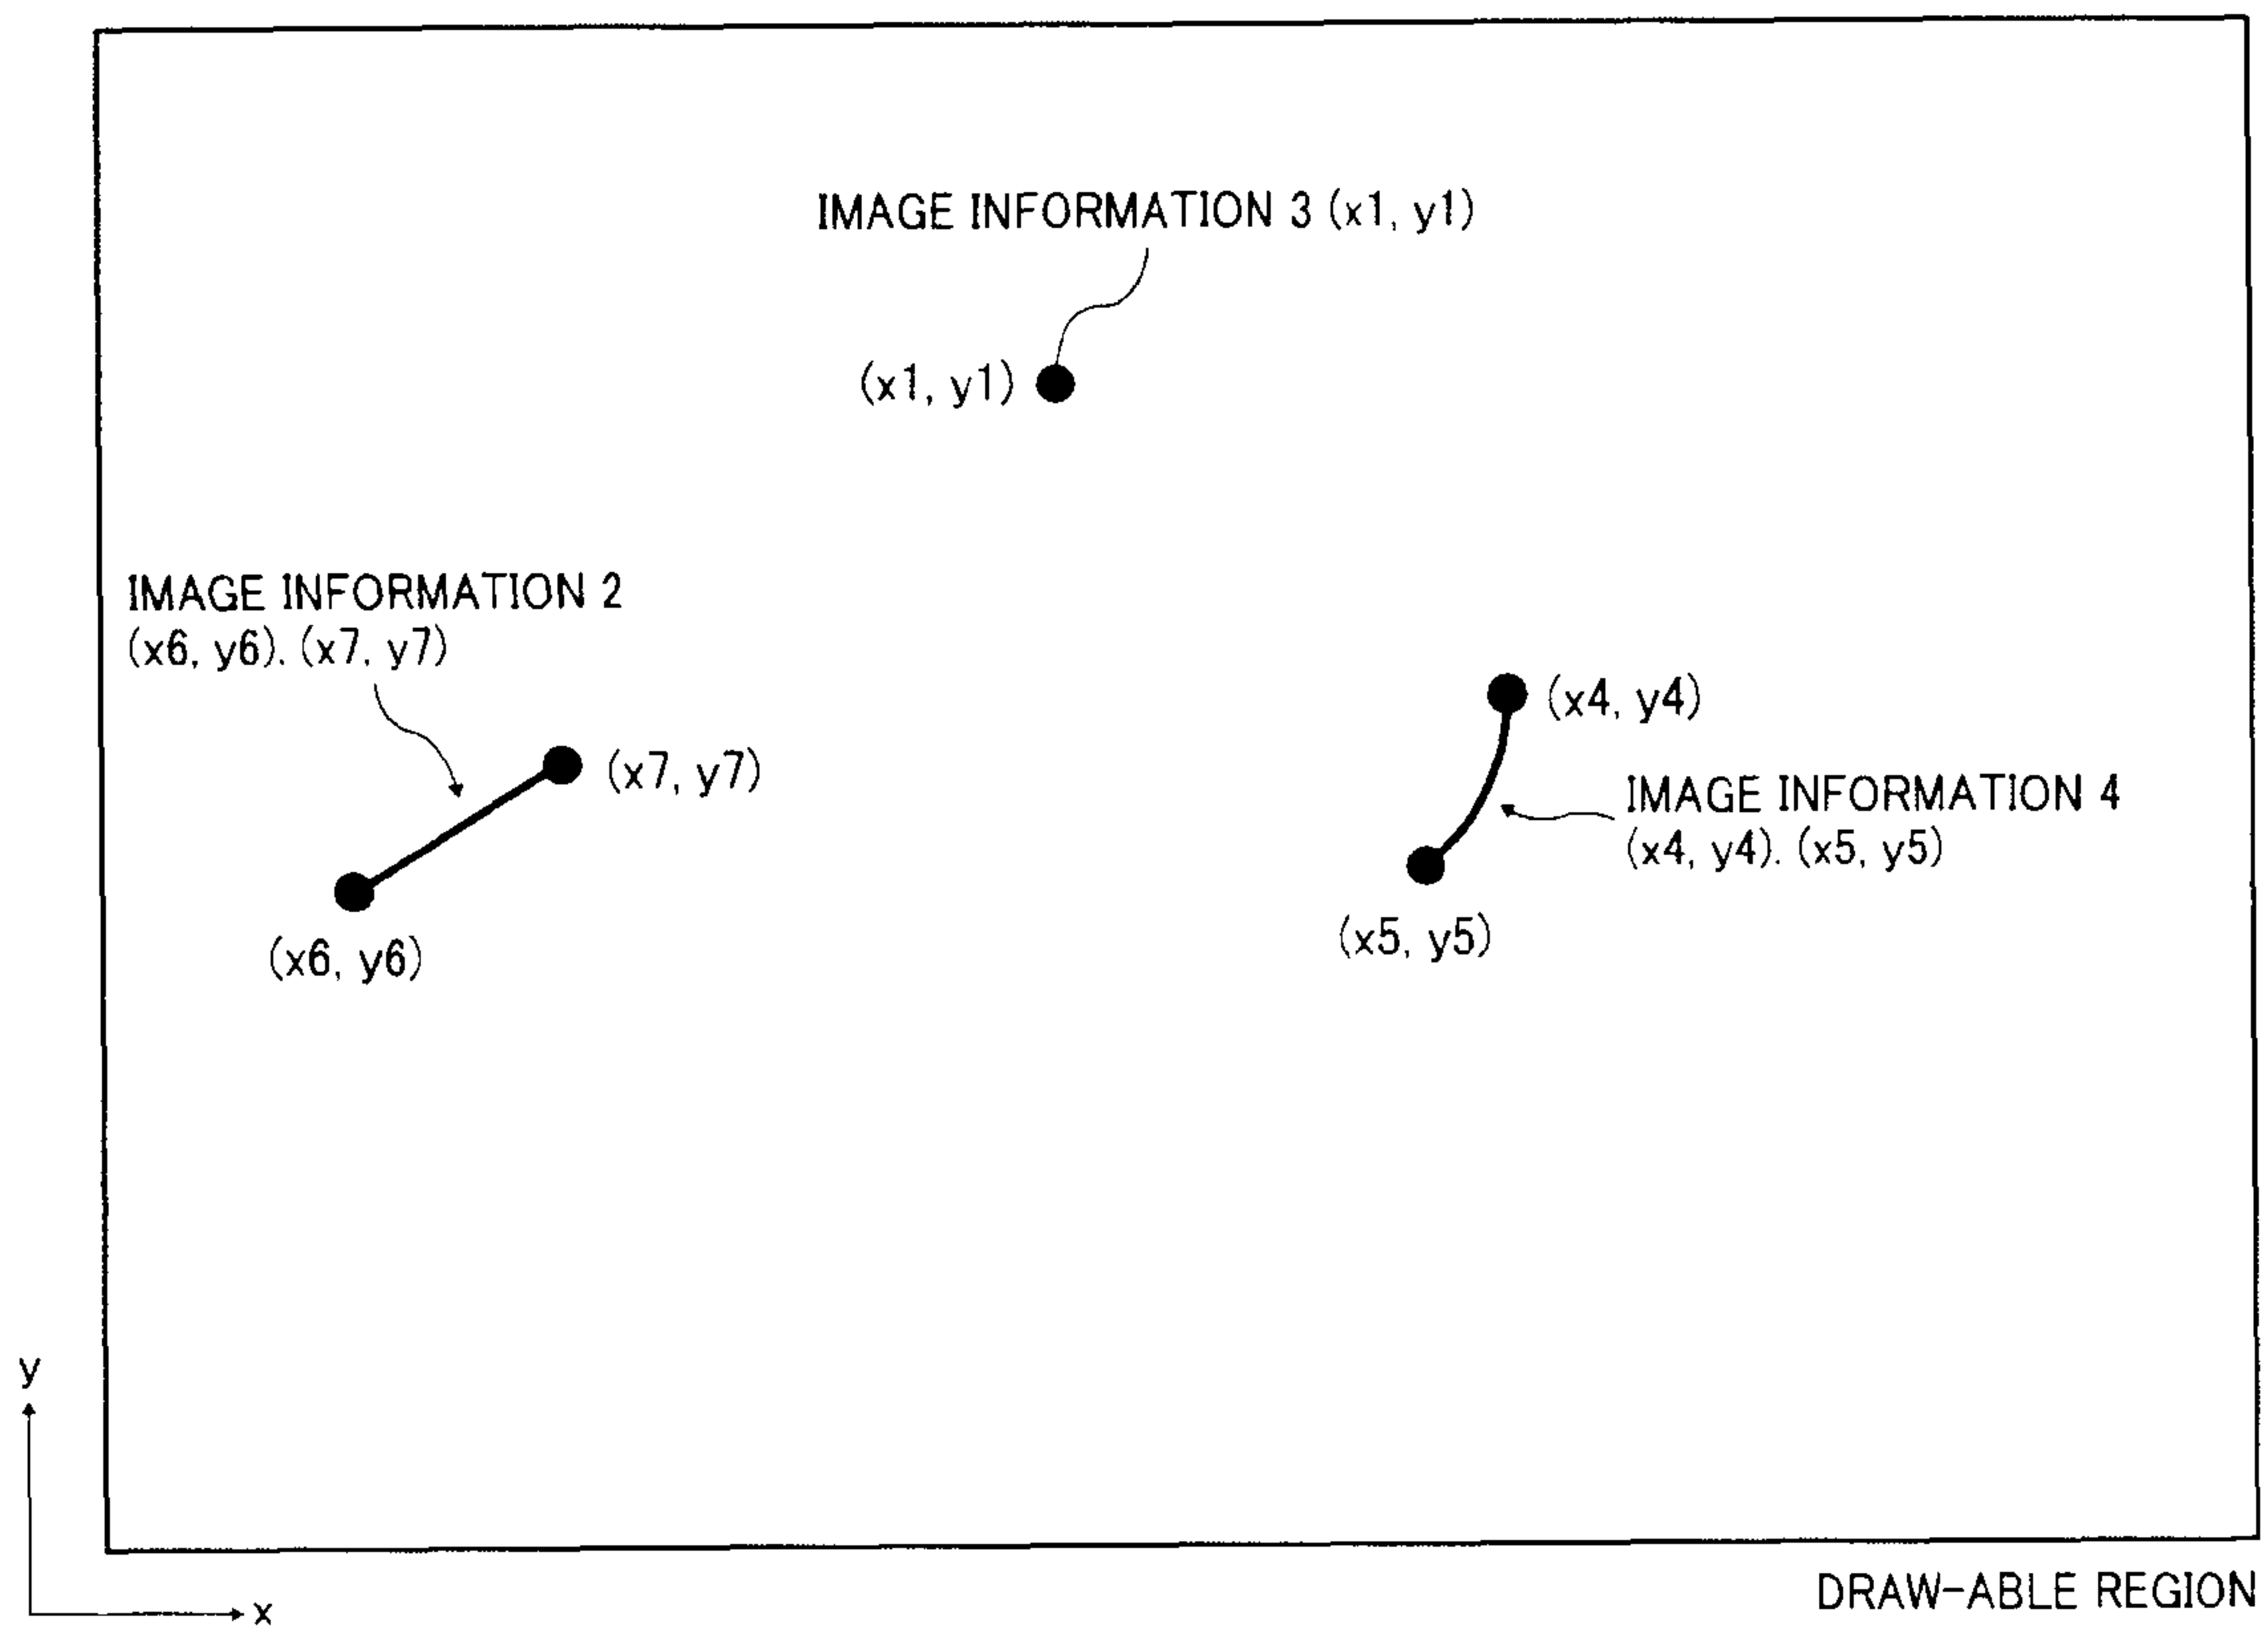 IMAGE INFORMATION 3 (x1, y1)
(x1, y1)
IMAGE INFORMATION 2
(x6, y6). (x7, y7)
(x7, y7)
(x6, y6)
(x4, y4)
IMAGE INFORMATION 4
(x4, y4). (x5, y5)
(x5, y5)
y
x
DRAW-ABLE REGION